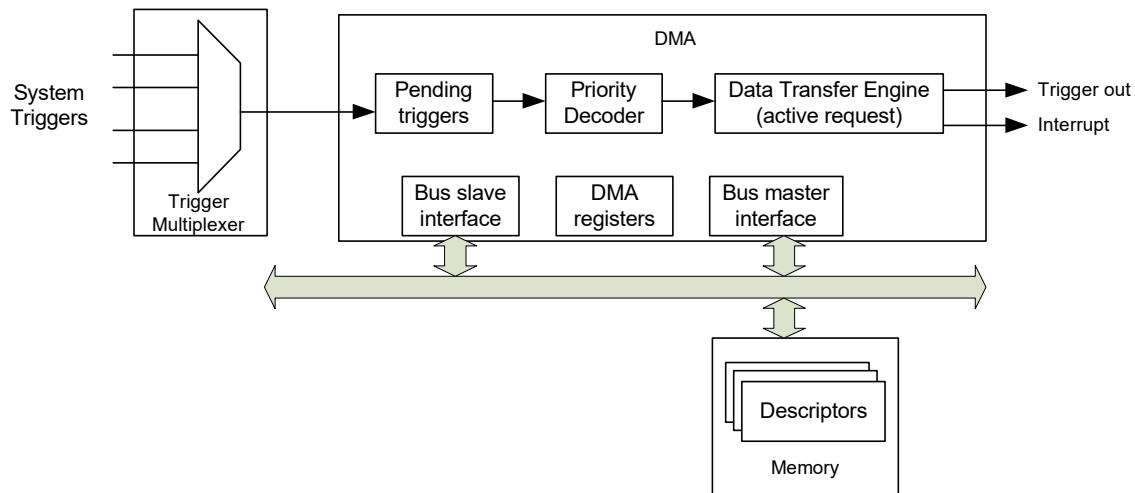 DMA
System
Triggers
Trigger
Multiplexer
Pending
triggers
Priority
Decoder
Data Transfer Engine
(active request)
Trigger out
Interrupt
Bus slave
interface
DMA
registers
Bus master
interface
Descriptors
Memory